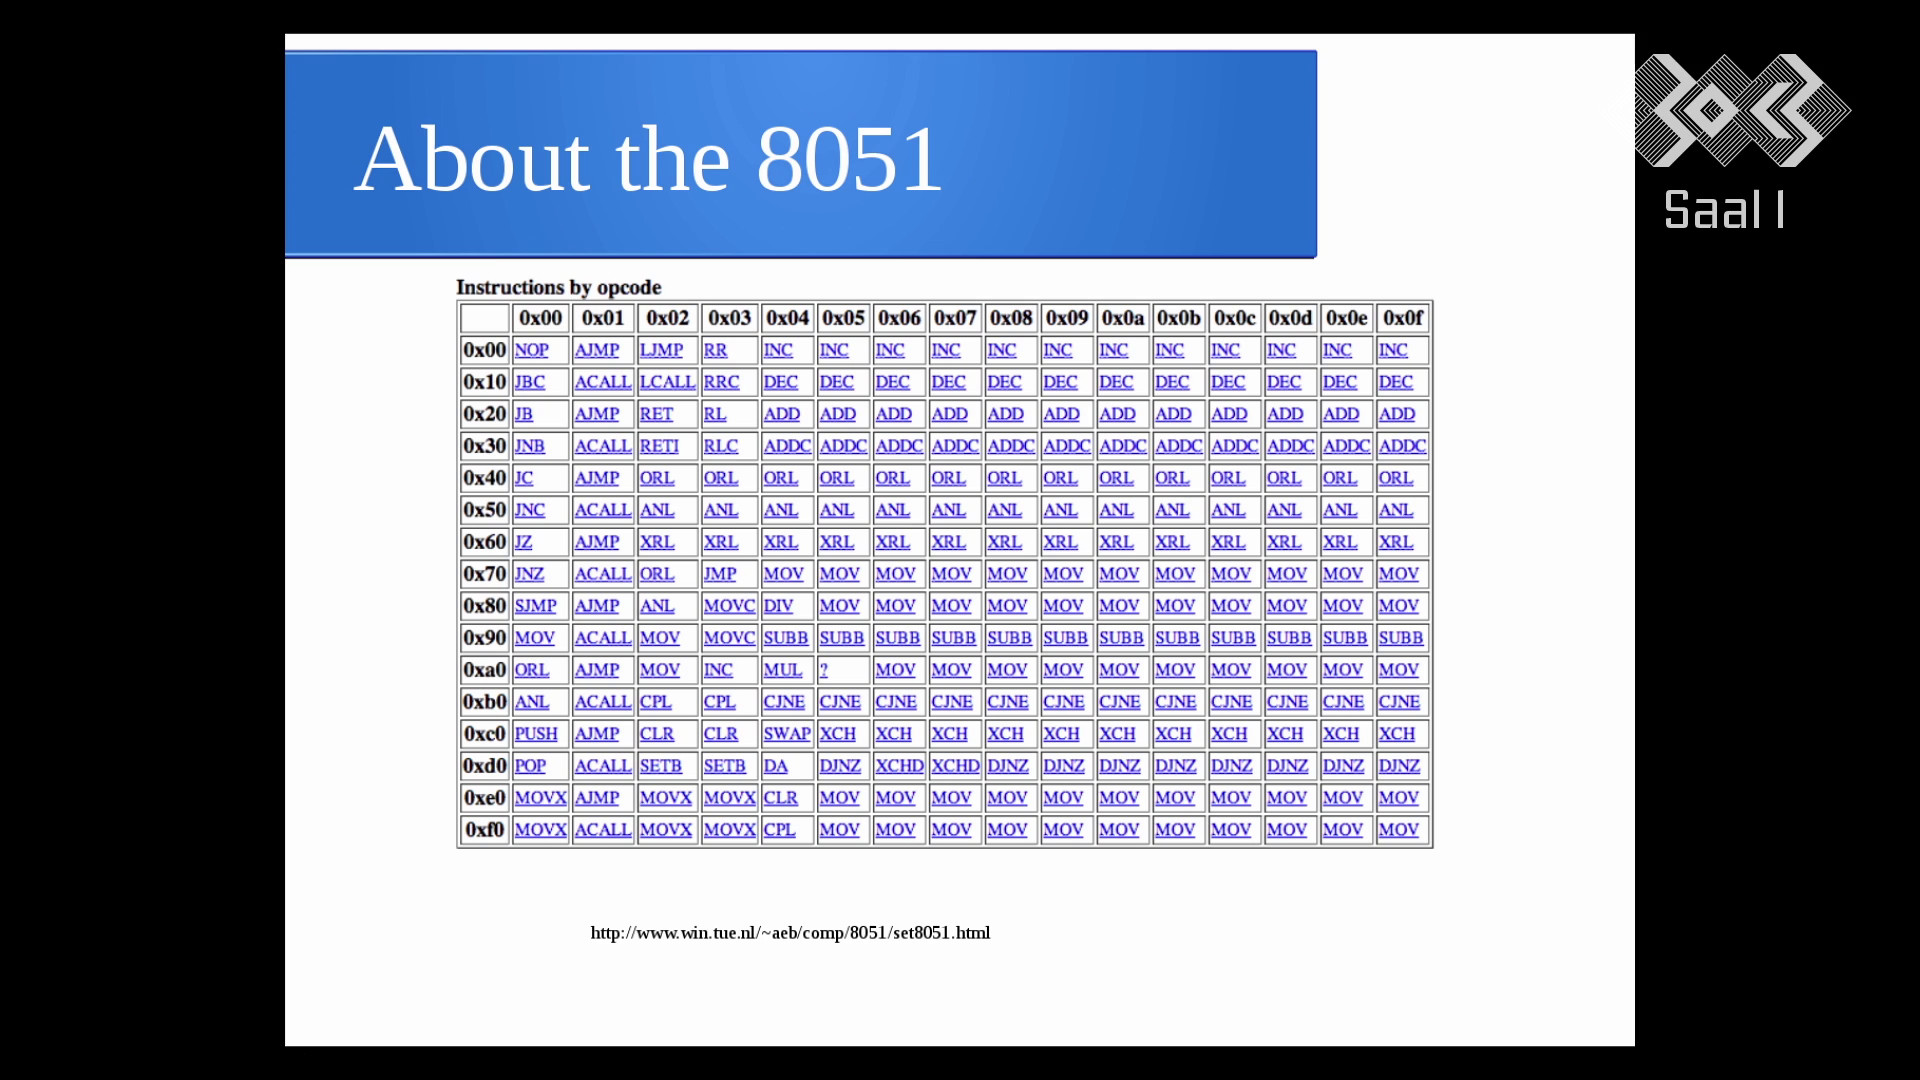 About the 8051
Saal 1
Instructions by opcode
0x00 0x01 0x02 0x03 0x04 0x05 0x06 0x07 0x08 0x09 0x0a 0x0b 0x0c 0x0d 0x0e 0x0f
0x00 NOP AJMP LJMP RR INC INC INC INC INC INC INC INC INC INC INC INC
0x10 JBC ACALL LCALL RRC DEC DEC DEC DEC DEC DEC DEC DEC DEC DEC DEC DEC
0x20 JB AJMP RET RL ADD ADD ADD ADD ADD ADD ADD ADD ADD ADD ADD ADD
0x30 JNB ACALL RETI RLC ADDC ADDC ADDC ADDC ADDC ADDC ADDC ADDC ADDC ADDC ADDC ADDC
0x40 JC AJMP ORL ORL ORL ORL ORL ORL ORL ORL ORL ORL ORL ORL ORL ORL
0x50 JNC ACALL ANL ANL ANL ANL ANL ANL ANL ANL ANL ANL ANL ANL ANL ANL
0x60 JZ AJMP XRL XRL XRL XRL XRL XRL XRL XRL XRL XRL XRL XRL XRL XRL
0x70 JNZ ACALL ORL JMP MOV MOV MOV MOV MOV MOV MOV MOV MOV MOV MOV MOV
0x80 SJMP AJMP ANL MOVC DIV MOV MOV MOV MOV MOV MOV MOV MOV MOV MOV MOV
0x90 MOV ACALL MOV MOVC SUBB SUBB SUBB SUBB SUBB SUBB SUBB SUBB SUBB SUBB SUBB SUBB
0xa0 ORL AJMP MOV INC MUL ? MOV MOV MOV MOV MOV MOV MOV MOV MOV MOV
0xb0 ANL ACALL CPL CPL CJNE CJNE CJNE CJNE CJNE CJNE CJNE CJNE CJNE CJNE CJNE CJNE
0xc0 PUSH AJMP CLR CLR SWAP XCH XCH XCH XCH XCH XCH XCH XCH XCH XCH XCH
0xd0 POP ACALL SETB SETB DA DJNZ XCHD XCHD DJNZ DJNZ DJNZ DJNZ DJNZ DJNZ DJNZ DJNZ
0xe0 MOVX AJMP MOVX MOVX CLR MOV MOV MOV MOV MOV MOV MOV MOV MOV MOV MOV
0xf0 MOVX ACALL MOVX MOVX CPL MOV MOV MOV MOV MOV MOV MOV MOV MOV MOV MOV
http://www.win.tue.nl/~aeb/comp/8051/set8051.html